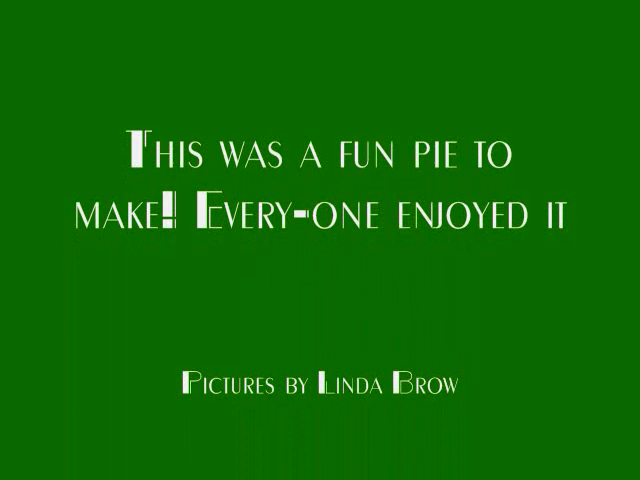 This was a fun pie to
make! Every-one enjoyed it
Pictures by Linda Brow